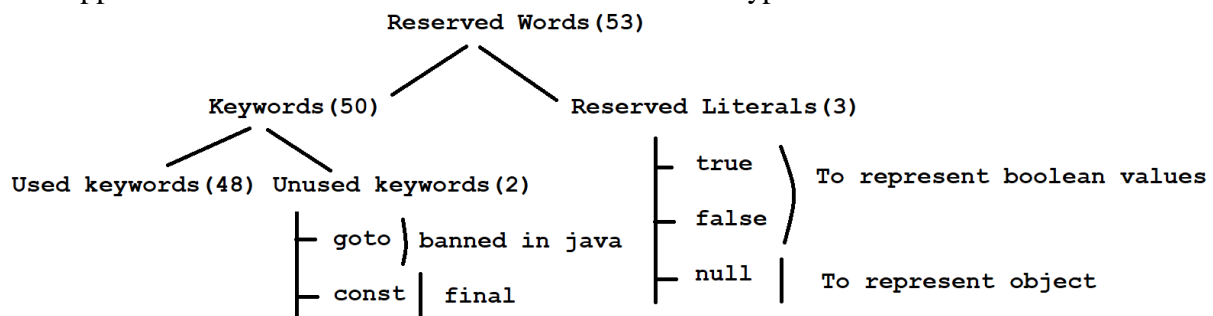 Reserved Words(53)
Keywords(50) Reserved Literals(3)
Used keywords(48) Unused keywords(2)
true
false
To represent boolean values
goto
banned in java
null
To represent object
const
final